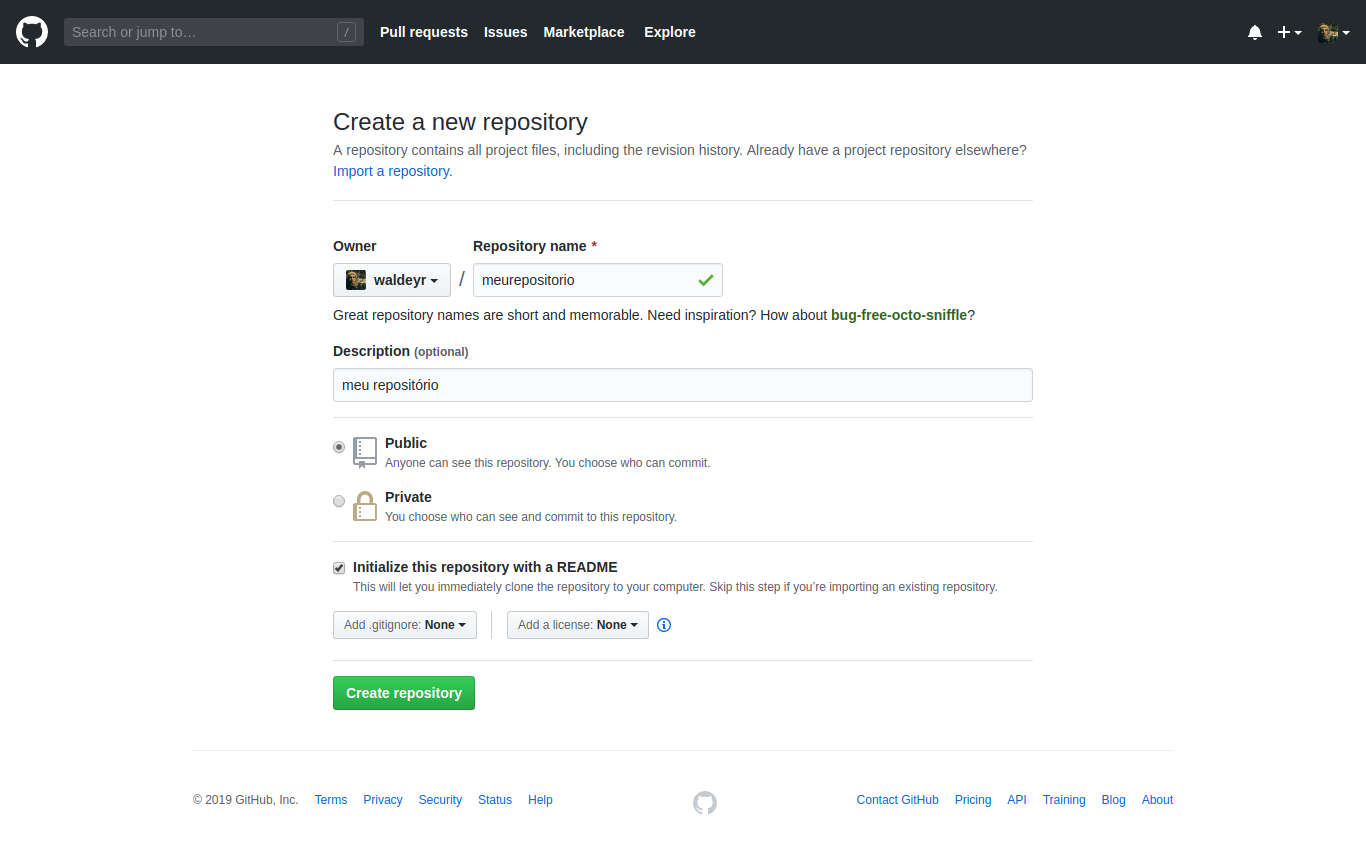 Search or jump to… /
Pull requests Issues Marketplace Explore
Create a new repository
A repository contains all project files, including the revision history. Already have a project repository elsewhere?
Import a repository.
Owner Repository name *
waldeyr / meurepositorio
Great repository names are short and memorable. Need inspiration? How about bug-free-octo-sniffle?
Description (optional)
meu repositório
Public
Anyone can see this repository. You choose who can commit.
Private
You choose who can see and commit to this repository.
Initialize this repository with a README
This will let you immediately clone the repository to your computer. Skip this step if you’re importing an existing repository.
Add .gitignore: None Add a license: None
Create repository
© 2019 GitHub, Inc. Terms Privacy Security Status Help Contact GitHub Pricing API Training Blog About